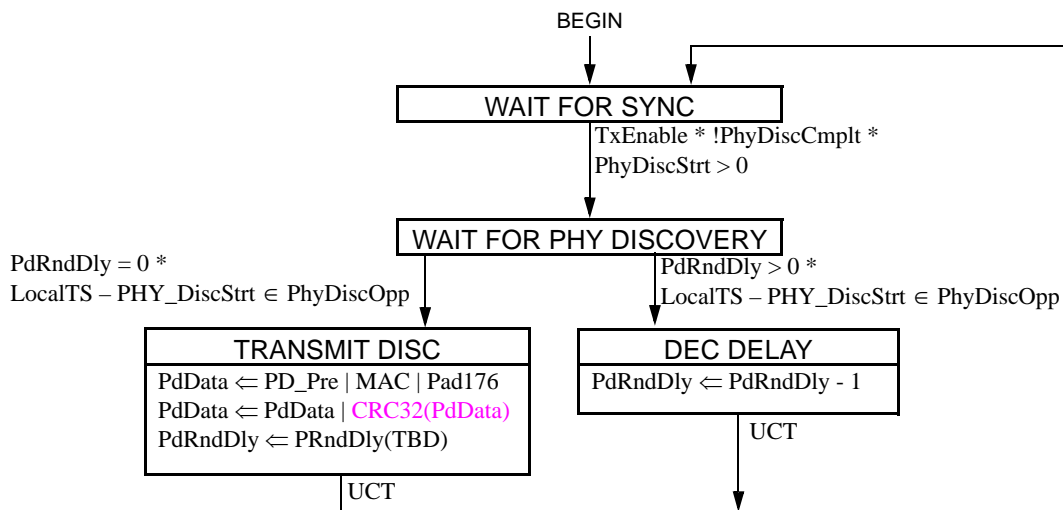 BEGIN
WAIT FOR SYNC
TxEnable * !PhyDiscCmplt *
PhyDiscStrt > 0
WAIT FOR PHY DISCOVERY
PdRndDly = 0 *
LocalTS – PHY_DiscStrt ∈ PhyDiscOpp
PdRndDly > 0 *
LocalTS – PHY_DiscStrt ∈ PhyDiscOpp
TRANSMIT DISC
PdData ⇐ PD_Pre | MAC | Pad176
PdData ⇐ PdData | CRC32(PdData)
PdRndDly ⇐ PRndDly(TBD)
UCT
DEC DELAY
PdRndDly ⇐ PdRndDly - 1
UCT